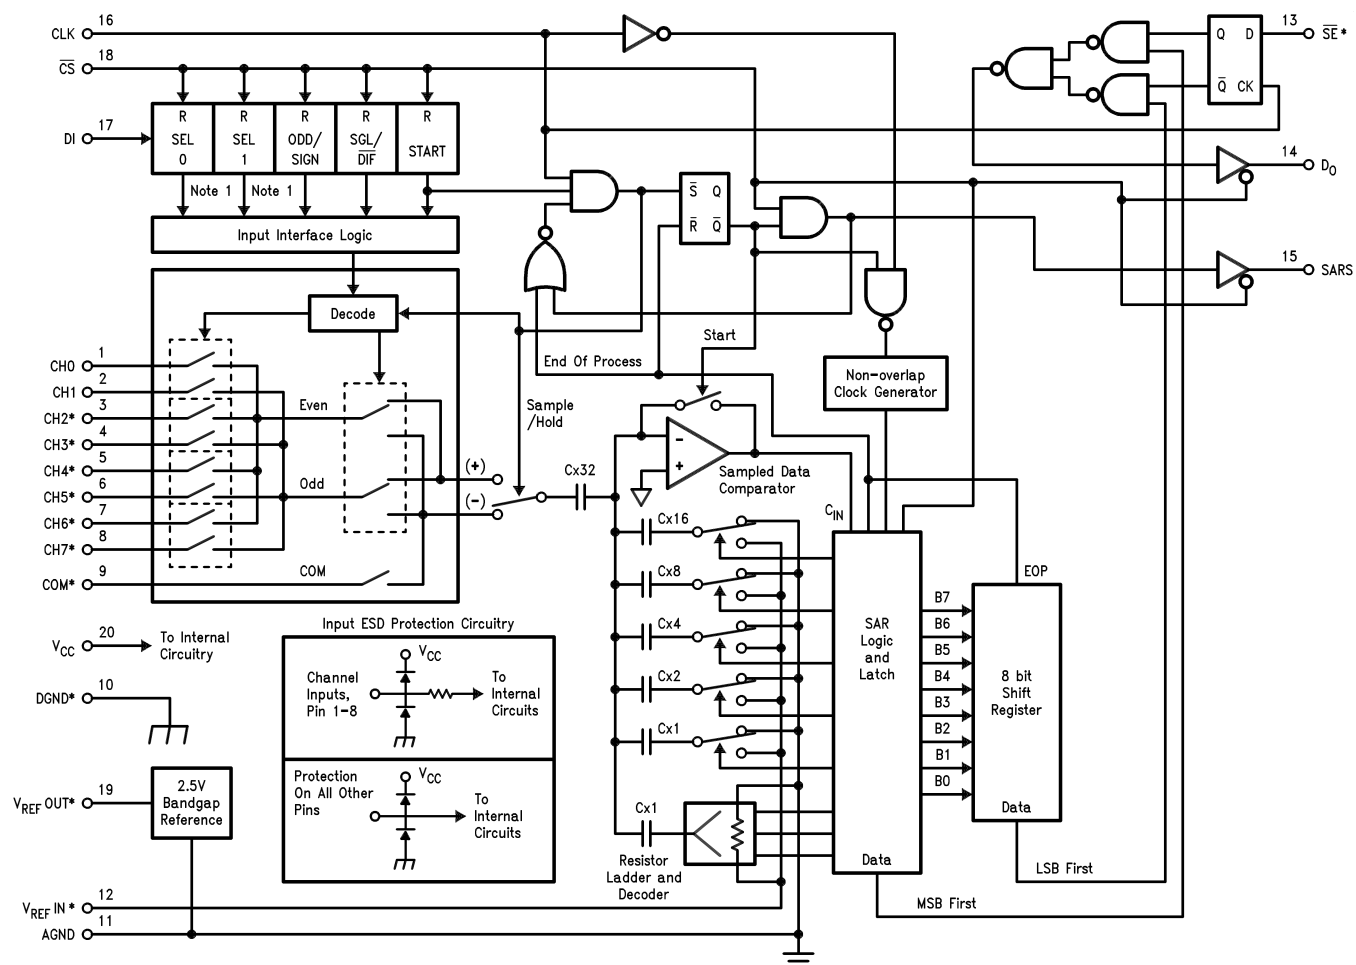 CLK 16
CS 18
DI 17
R R R R R
SEL 0
SEL 1
ODD/ SIGN
SGL/ DIF
START
Note 1 Note 1
Input Interface Logic
Decode
S Q
R Q
Q D
Q CK
13 SE*
14 DO
15 SARS
Start
End Of Process
Non-overlap
Clock Generator
CH0 1
CH1 2
CH2* 3
CH3* 4
CH4* 5
CH5* 6
CH6* 7
CH7* 8
COM* 9
Even
Odd
COM
Sample
/Hold
(+)
(-)
Cx32
-
+
Sampled Data
Comparator
CIN
Cx16
Cx8
Cx4
Cx2
Cx1
Cx1
Resistor
Ladder and
Decoder
SAR
Logic
and
Latch
Data
B7
B6
B5
B4
B3
B2
B1
B0
EOP
8 bit
Shift
Register
Data
LSB First
MSB First
VCC 20
To Internal
Circuitry
DGND* 10
VREF OUT* 19
2.5V
Bandgap
Reference
VREF IN * 12
AGND 11
Input ESD Protection Circuitry
Channel
Inputs,
Pin 1-8
VCC
To
Internal
Circuits
Protection
On All Other
Pins
VCC
To
Internal
Circuits